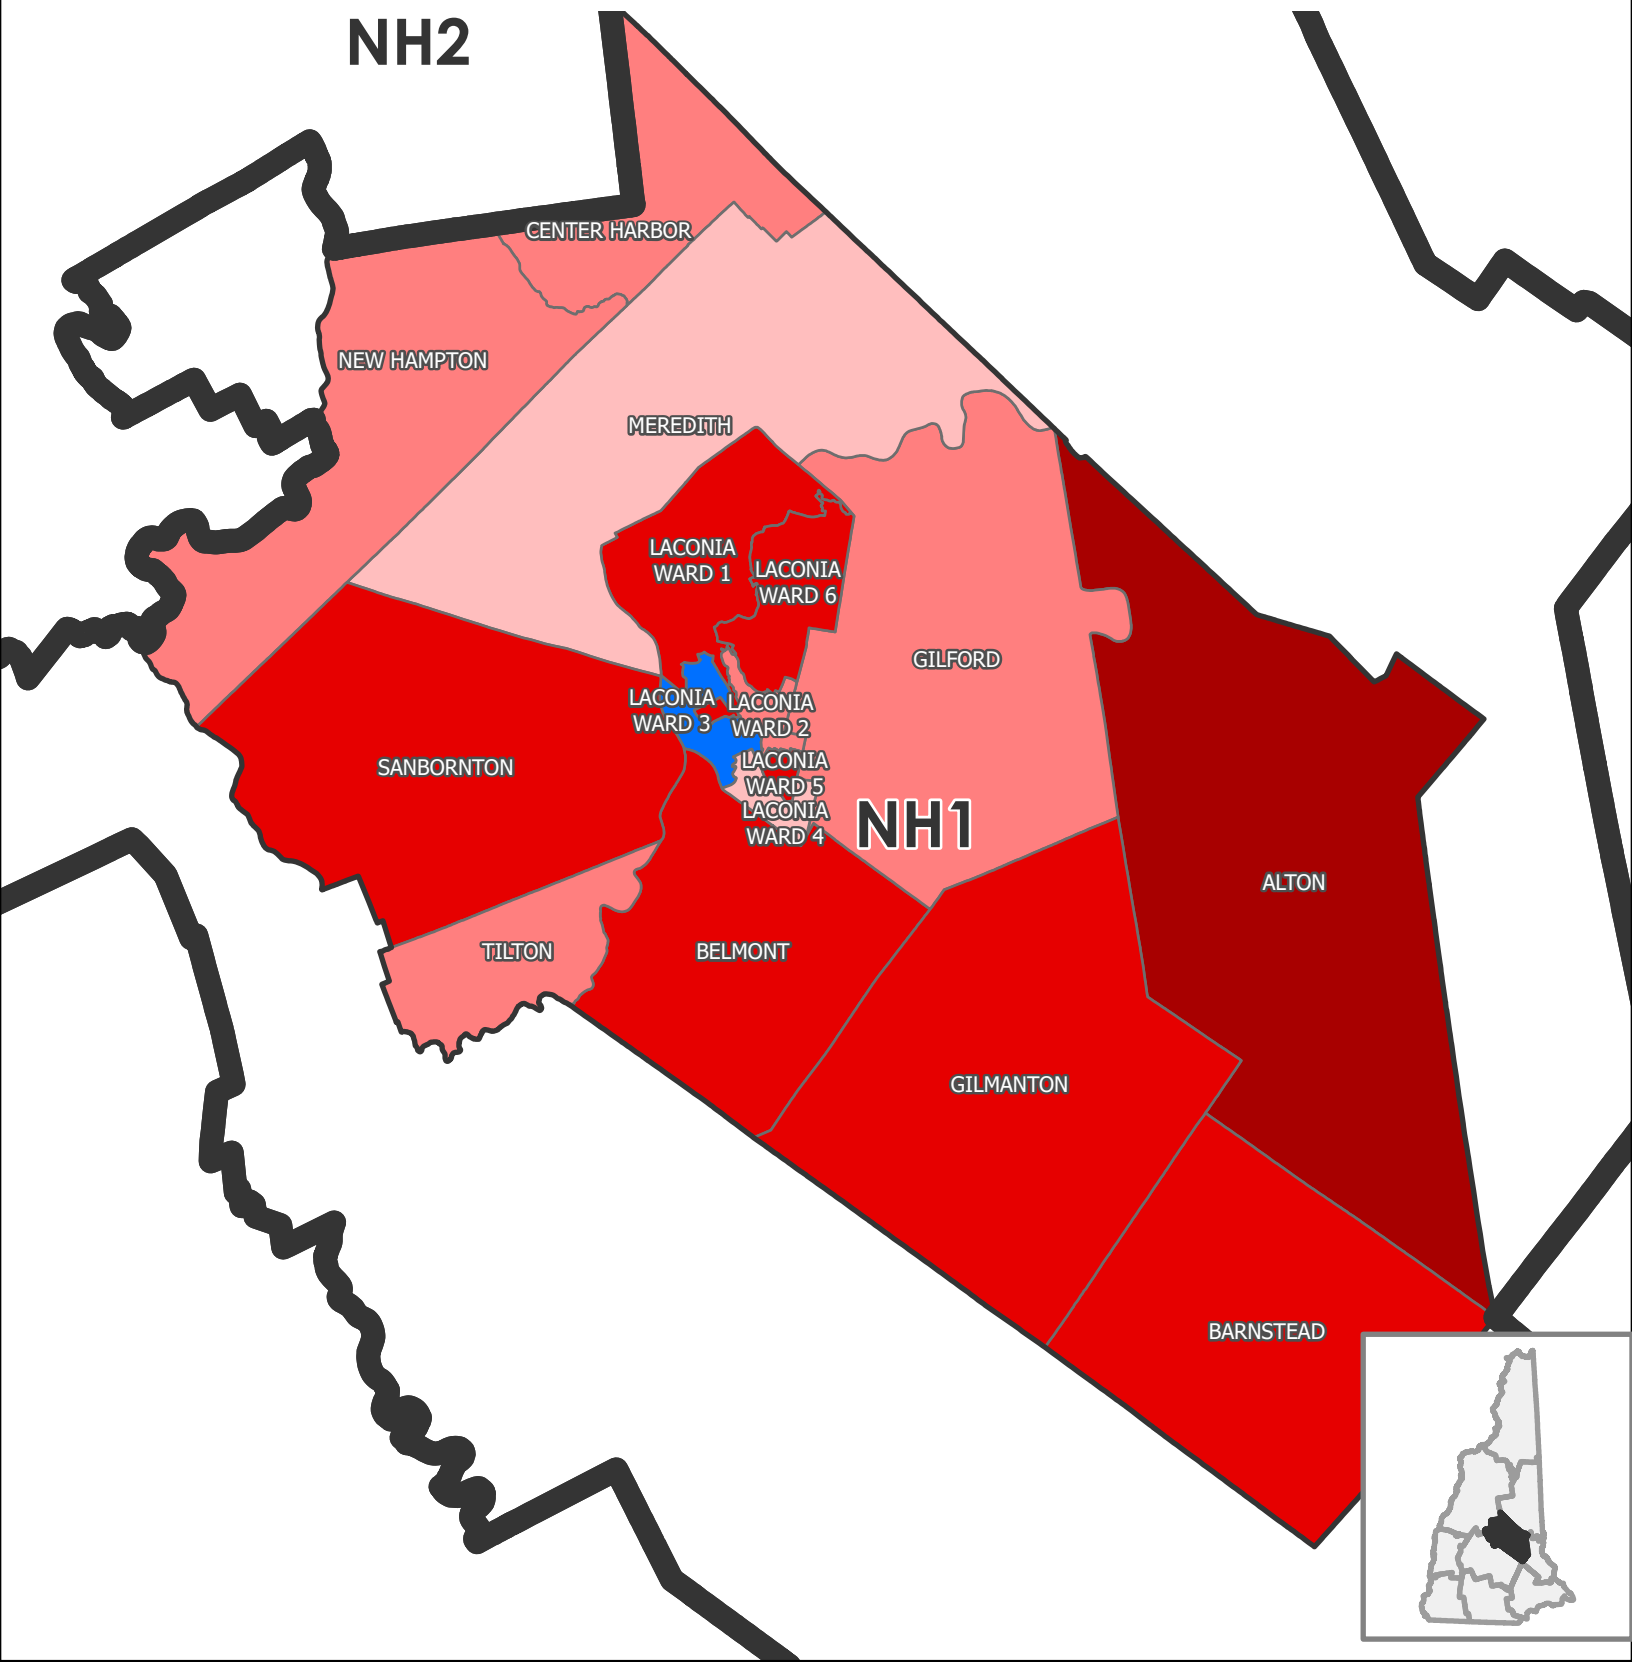 NH2
CENTER HARBOR
NEW HAMPTON
MEREDITH
LACONIA
WARD 1
LACONIA
WARD 6
GILFORD
LACONIA
WARD 3
LACONIA
WARD 2
SANBORNTON
LACONIA
WARD 5
LACONIA
WARD 4
NH1
ALTON
TILTON
BELMONT
GILMANTON
BARNSTEAD